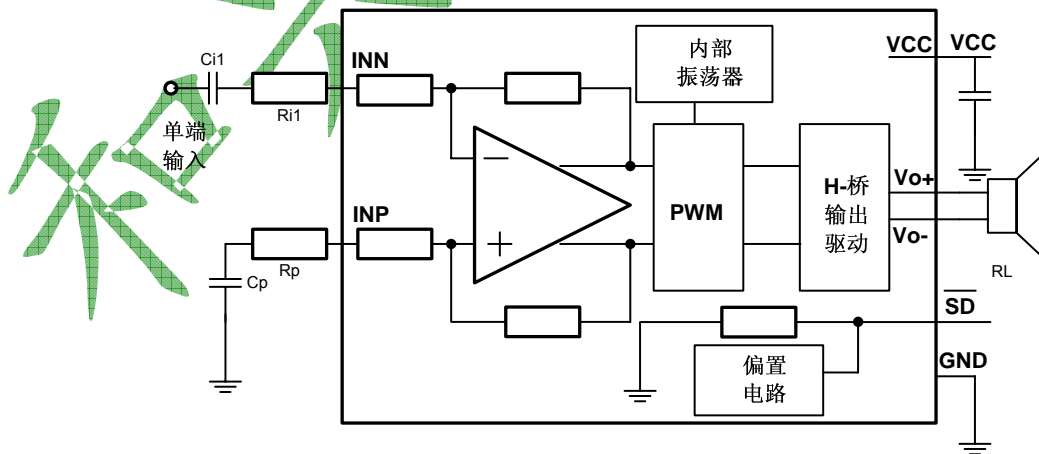 内部
振荡器
VCC
VCC
Ci1
INN
Ri1
单端
输入
PWM
H-桥
输出
驱动
Vo+
Vo-
INP
Rp
Cp
RL
SD
偏置
电路
GND